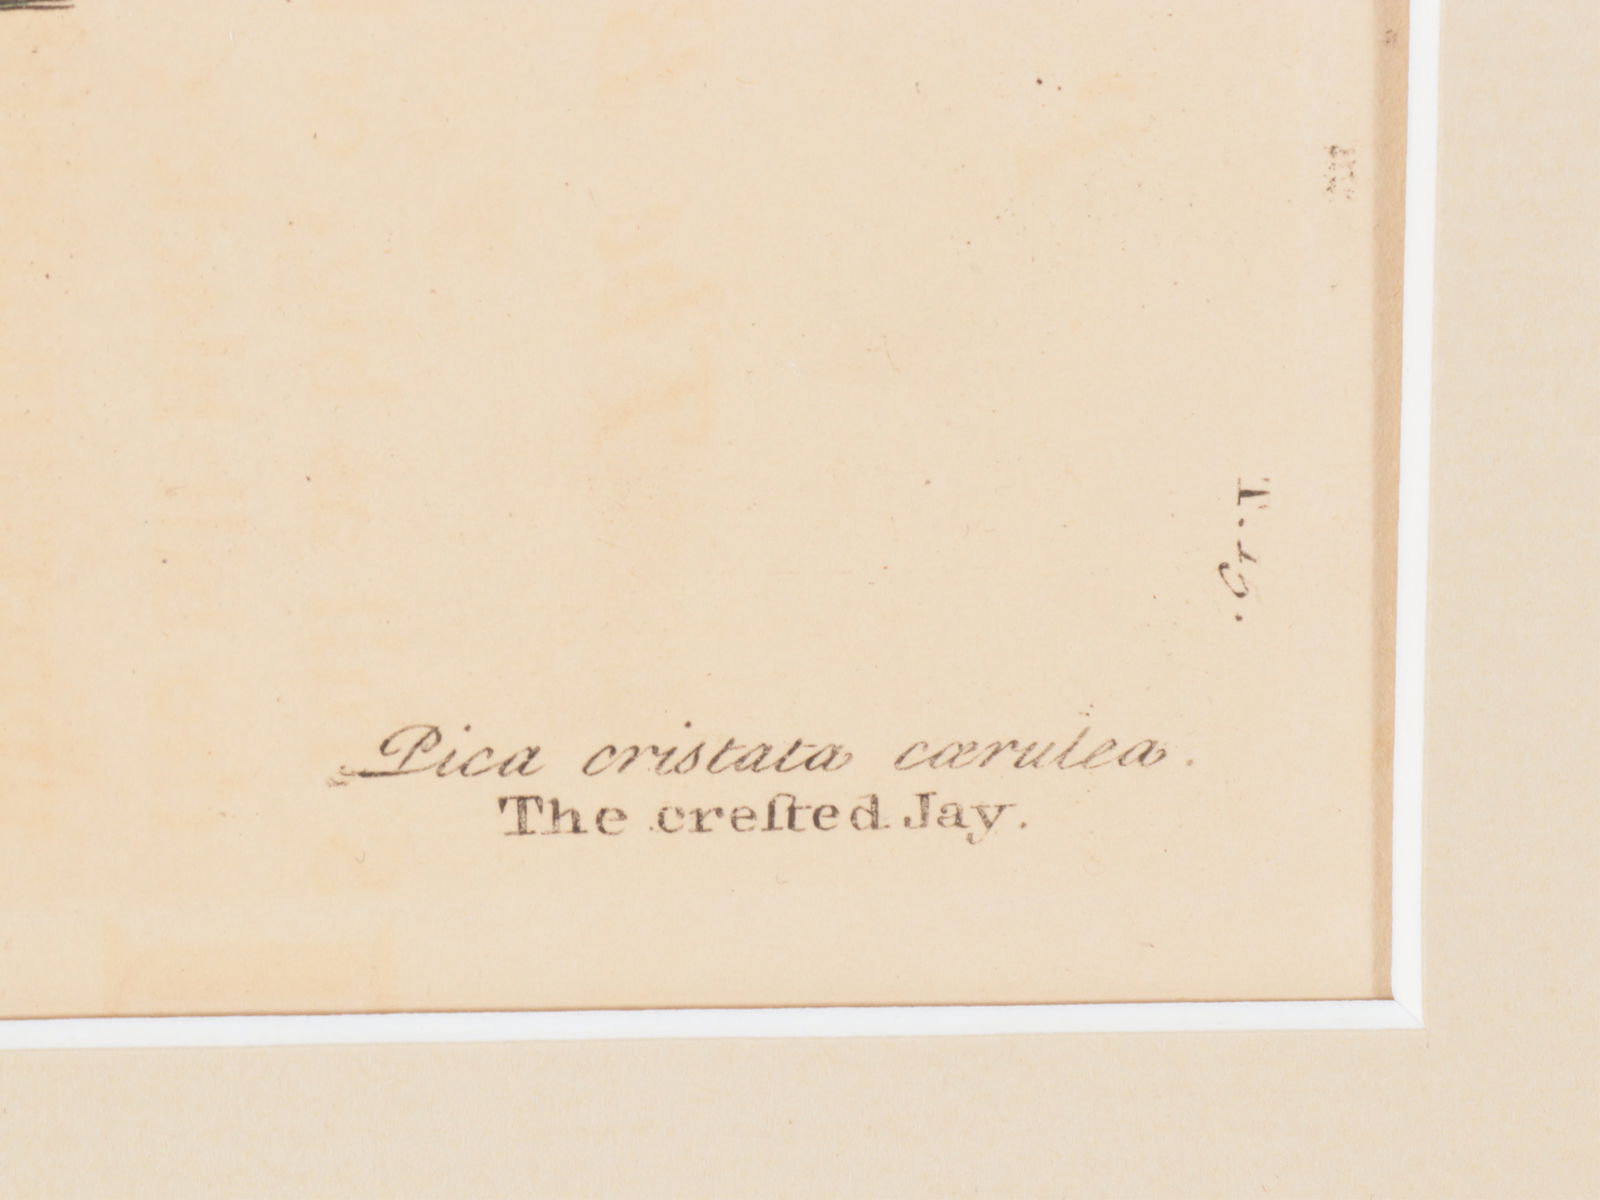 Pica cristata cærulea.
The creſted Jay.